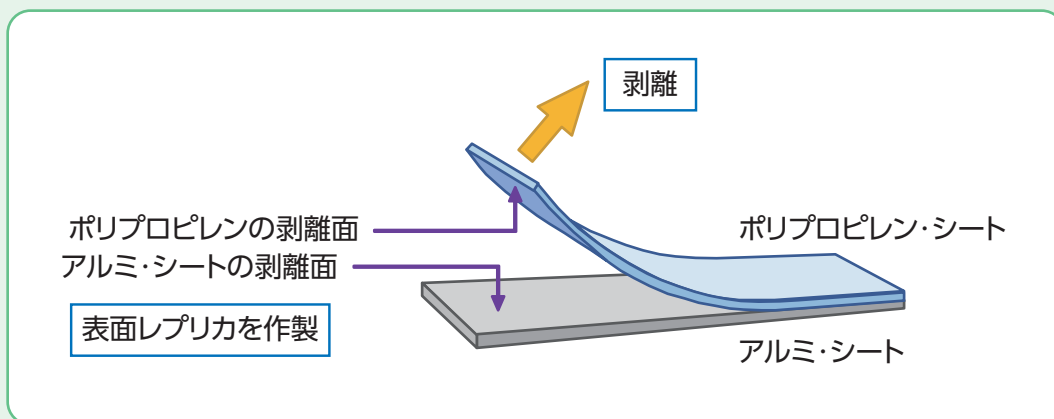 剥離
ポリプロピレンの剥離面
アルミ・シートの剥離面
表面レプリカを作製
ポリプロピレン・シート
アルミ・シート